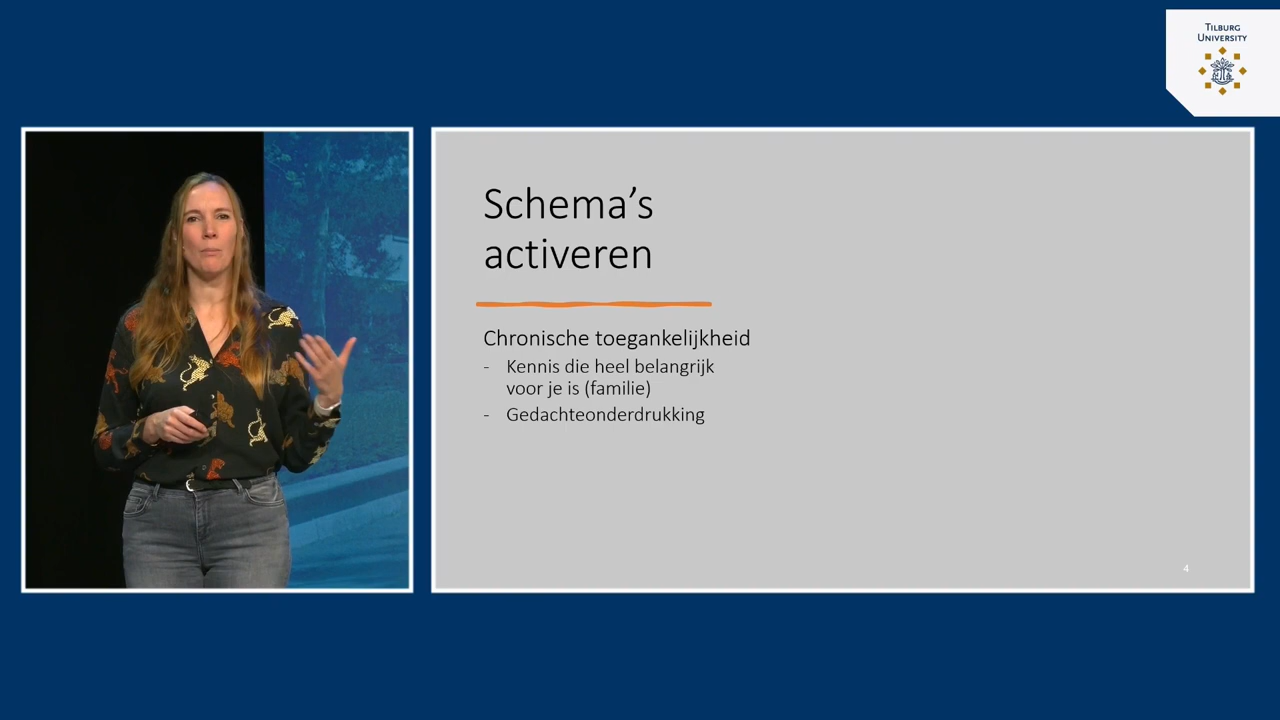 TILBURG
UNIVERSITY
Schema's
activeren
Chronische toegankelijkheid
- Kennis die heel belangrijk
voor je is (familie)
- Gedachteonderdrukking
4